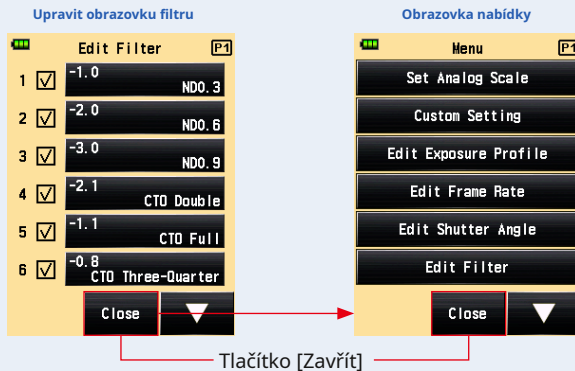 Upravit obrazovku filtru
Edit Filter P1
1 -1.0 ND0.3
2 -2.0 ND0.6
3 -3.0 ND0.9
4 -2.1 CTO Double
5 -1.1 CTO Full
6 -0.8 CTO Three-Quarter
Close
Obrazovka nabídky
Menu P1
Set Analog Scale
Custom Setting
Edit Exposure Profile
Edit Frame Rate
Edit Shutter Angle
Edit Filter
Close
Tlačítko [Zavřít]